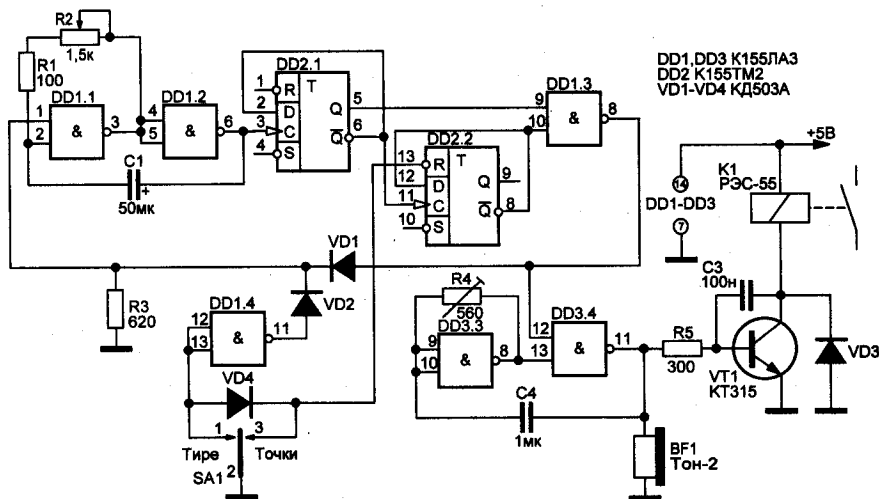 R2
1,5к
R1
100
DD1.1
1
2
&
3
DD1.2
4
5
&
6
C1
+
50мк
DD2.1
1
2
3
4
R
D
C
S
T
Q
Q
5
6
DD2.2
13
12
11
10
R
D
C
S
T
Q
Q
9
8
DD1.3
9
10
&
8
DD1,DD3 К155ЛА3
DD2 К155ТМ2
VD1-VD4 КД503А
+5В
K1
РЭС-55
14
DD1-DD3
7
C3
100н
R3
620
VD1
VD2
DD1.4
12
13
&
11
VD4
1
3
Тире
Точки
SA1
2
R4
560
DD3.3
9
10
&
8
DD3.4
12
13
&
11
C4
1мк
R5
300
VT1
КТ315
VD3
BF1
Тон-2